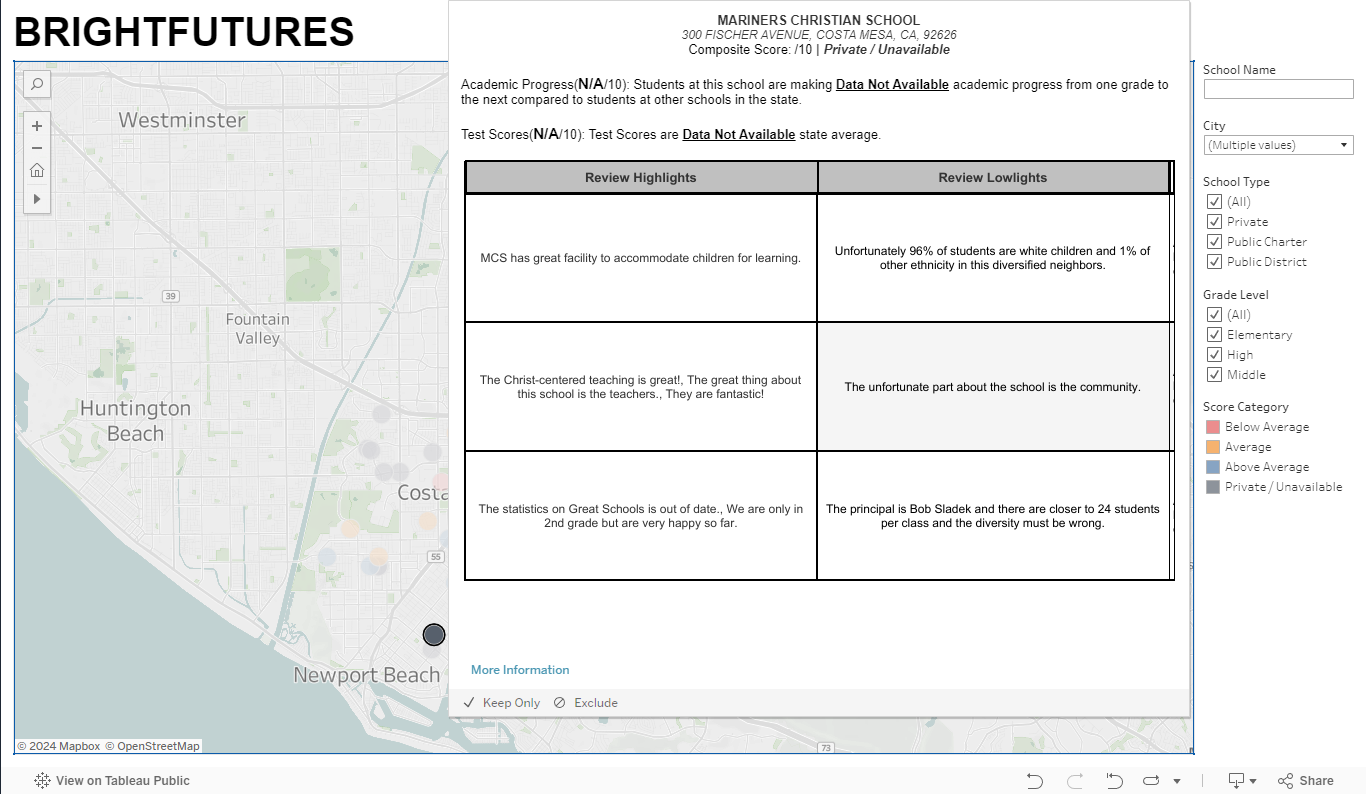 BRIGHTFUTURES
MARINERS CHRISTIAN SCHOOL
300 FISCHER AVENUE, COSTA MESA, CA, 92626
Composite Score: /10 | Private / Unavailable
Academic Progress(N/A/10): Students at this school are making Data Not Available academic progress from one grade to
the next compared to students at other schools in the state.
Test Scores(N/A/10): Test Scores are Data Not Available state average.
Review Highlights
Review Lowlights
MCS has great facility to accommodate children for learning.
Unfortunately 96% of students are white children and 1% of
other ethnicity in this diversified neighbors.
The Christ-centered teaching is great!, The great thing about
this school is the teachers., They are fantastic!
The unfortunate part about the school is the community.
The statistics on Great Schools is out of date., We are only in
2nd grade but are very happy so far.
The principal is Bob Sladek and there are closer to 24 students
per class and the diversity must be wrong.
More Information
Keep Only
Exclude
Westminster
39
Fountain
Valley
Huntington
Beach
Costa
55
Newport Beach
73
© 2024 Mapbox © OpenStreetMap
School Name
City
(Multiple values)
School Type
(All)
Private
Public Charter
Public District
Grade Level
(All)
Elementary
High
Middle
Score Category
Below Average
Average
Above Average
Private / Unavailable
View on Tableau Public
Share